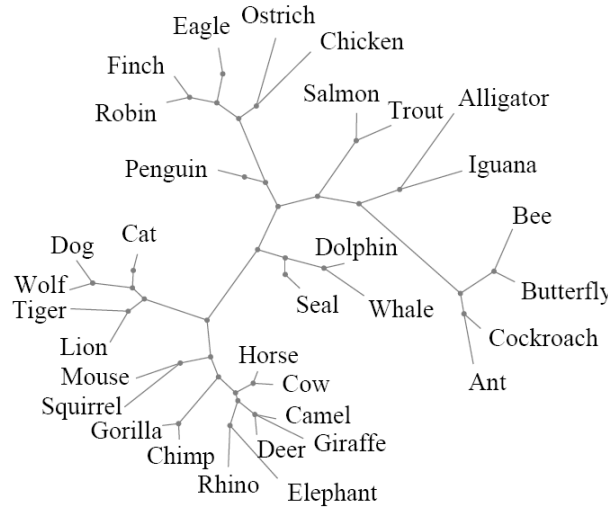 Ostrich
Eagle
Chicken
Finch
Salmon
Alligator
Robin
Trout
Penguin
Iguana
Bee
Cat
Dog
Dolphin
Wolf
Butterfly
Tiger
Seal
Whale
Cockroach
Lion
Horse
Mouse
Cow
Ant
Squirrel
Camel
Gorilla
Giraffe
Chimp
Deer
Rhino
Elephant